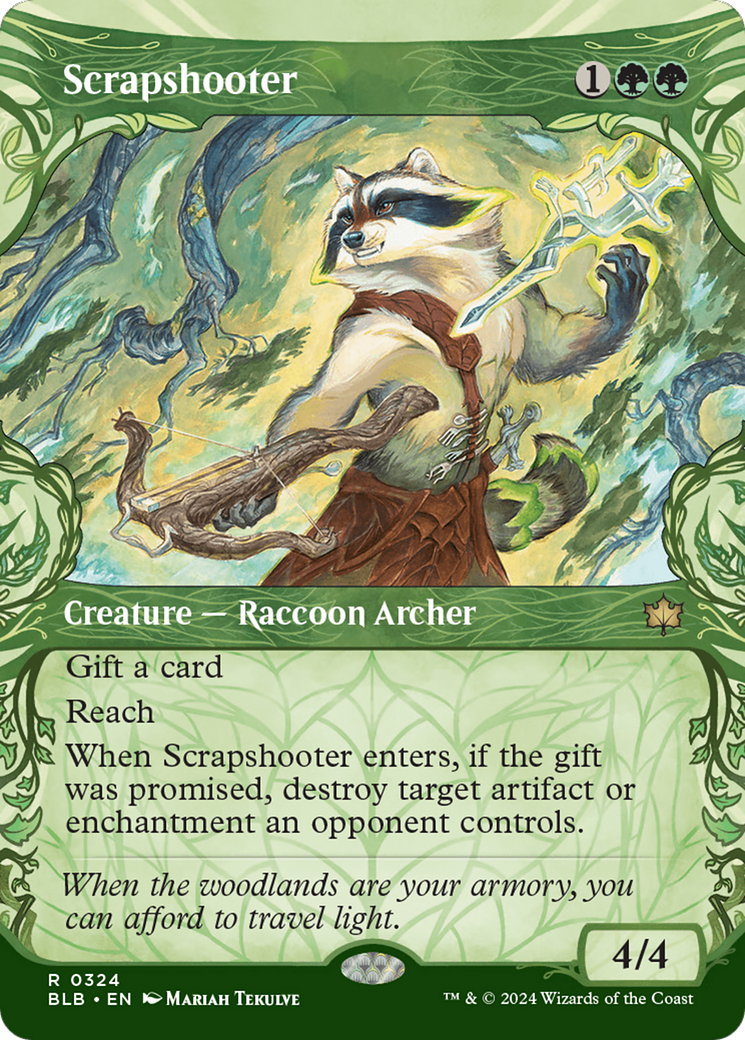 Scrapshooter 1
Creature — Raccoon Archer
Gift a card
Reach
When Scrapshooter enters, if the gift
was promised, destroy target artifact or
enchantment an opponent controls.
When the woodlands are your armory, you
can afford to travel light.
4/4
R 0324
BLB • EN Mariah Tekulve
™ & © 2024 Wizards of the Coast